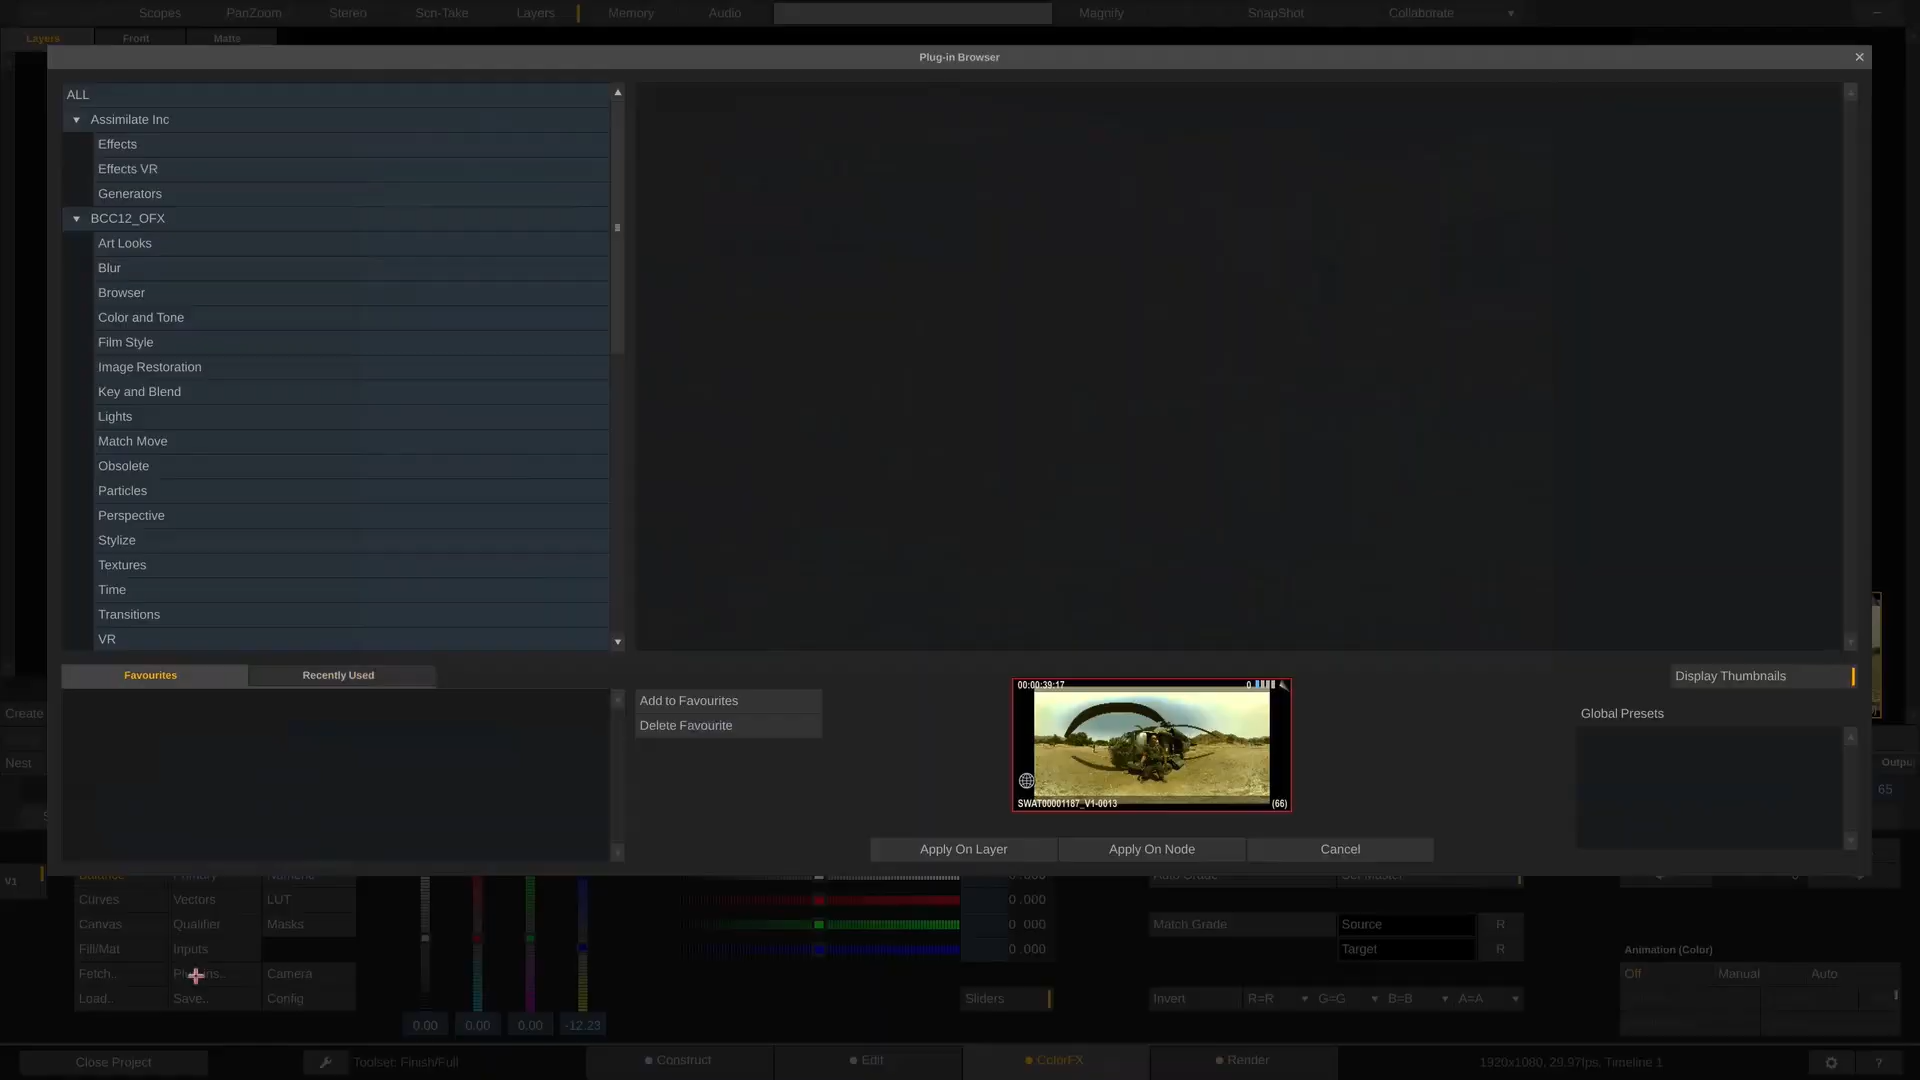 Scopes PanZoom Stereo Scn-Take Layers Memory Audio Magnify SnapShot Collaborate
Layers Front Matte
Plug-in Browser
ALL
Assimilate Inc
Effects
Effects VR
Generators
BCC12_OFX
Art Looks
Blur
Browser
Color and Tone
Film Style
Image Restoration
Key and Blend
Lights
Match Move
Obsolete
Particles
Perspective
Stylize
Textures
Time
Transitions
VR
Favourites Recently Used
Add to Favourites
Delete Favourite
00:00:39:17 0
SWAT00001187_V1-0013 (66)
Display Thumbnails
Global Presets
Apply On Layer Apply On Node Cancel
Create
Nest
V1
65
Curves Vectors LUT
Canvas Qualifier Masks
Fill/Mat Inputs
Fetch.. Camera
Load.. Save.. Config
0.00 0.00 0.00 -12.23
0.000
0.000
0.000
Sliders
Match Grade Source R
Target R
Invert R=R G=G B=B A=A
Animation (Color)
Off Manual Auto
Close Project Toolset: Finish/Full Construct Edit ColorFX Render 1920x1080, 29.97fps, Timeline 1 ?